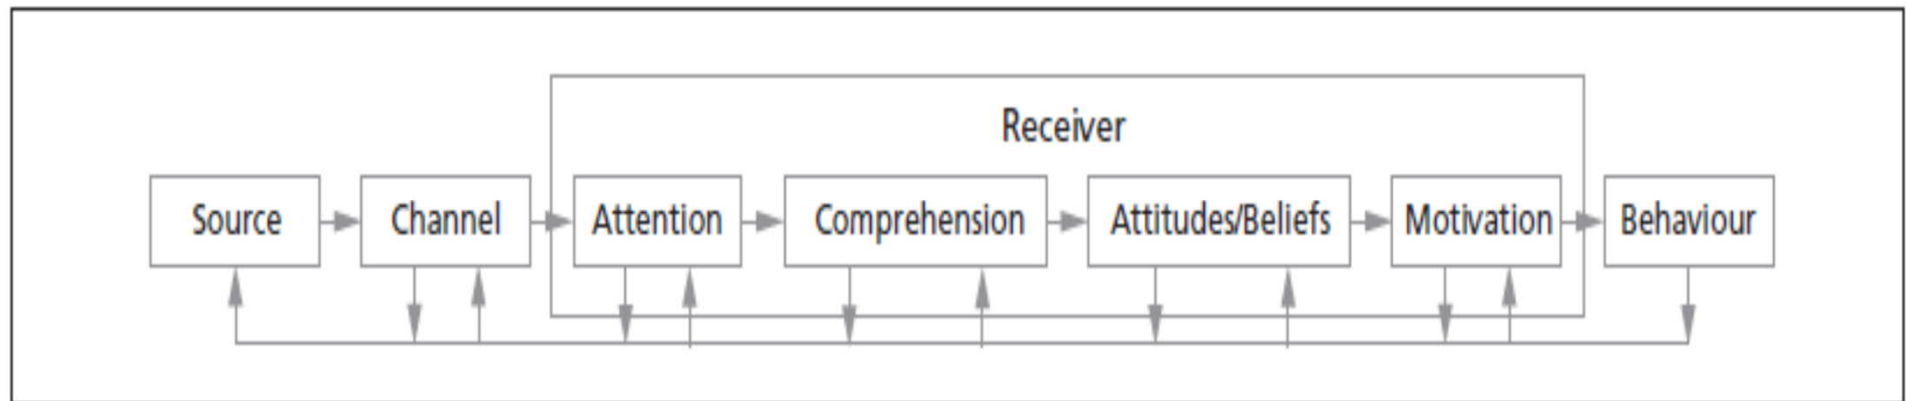 Receiver
Source
Channel
Attention
Comprehension
Attitudes/Beliefs
Motivation
Behaviour